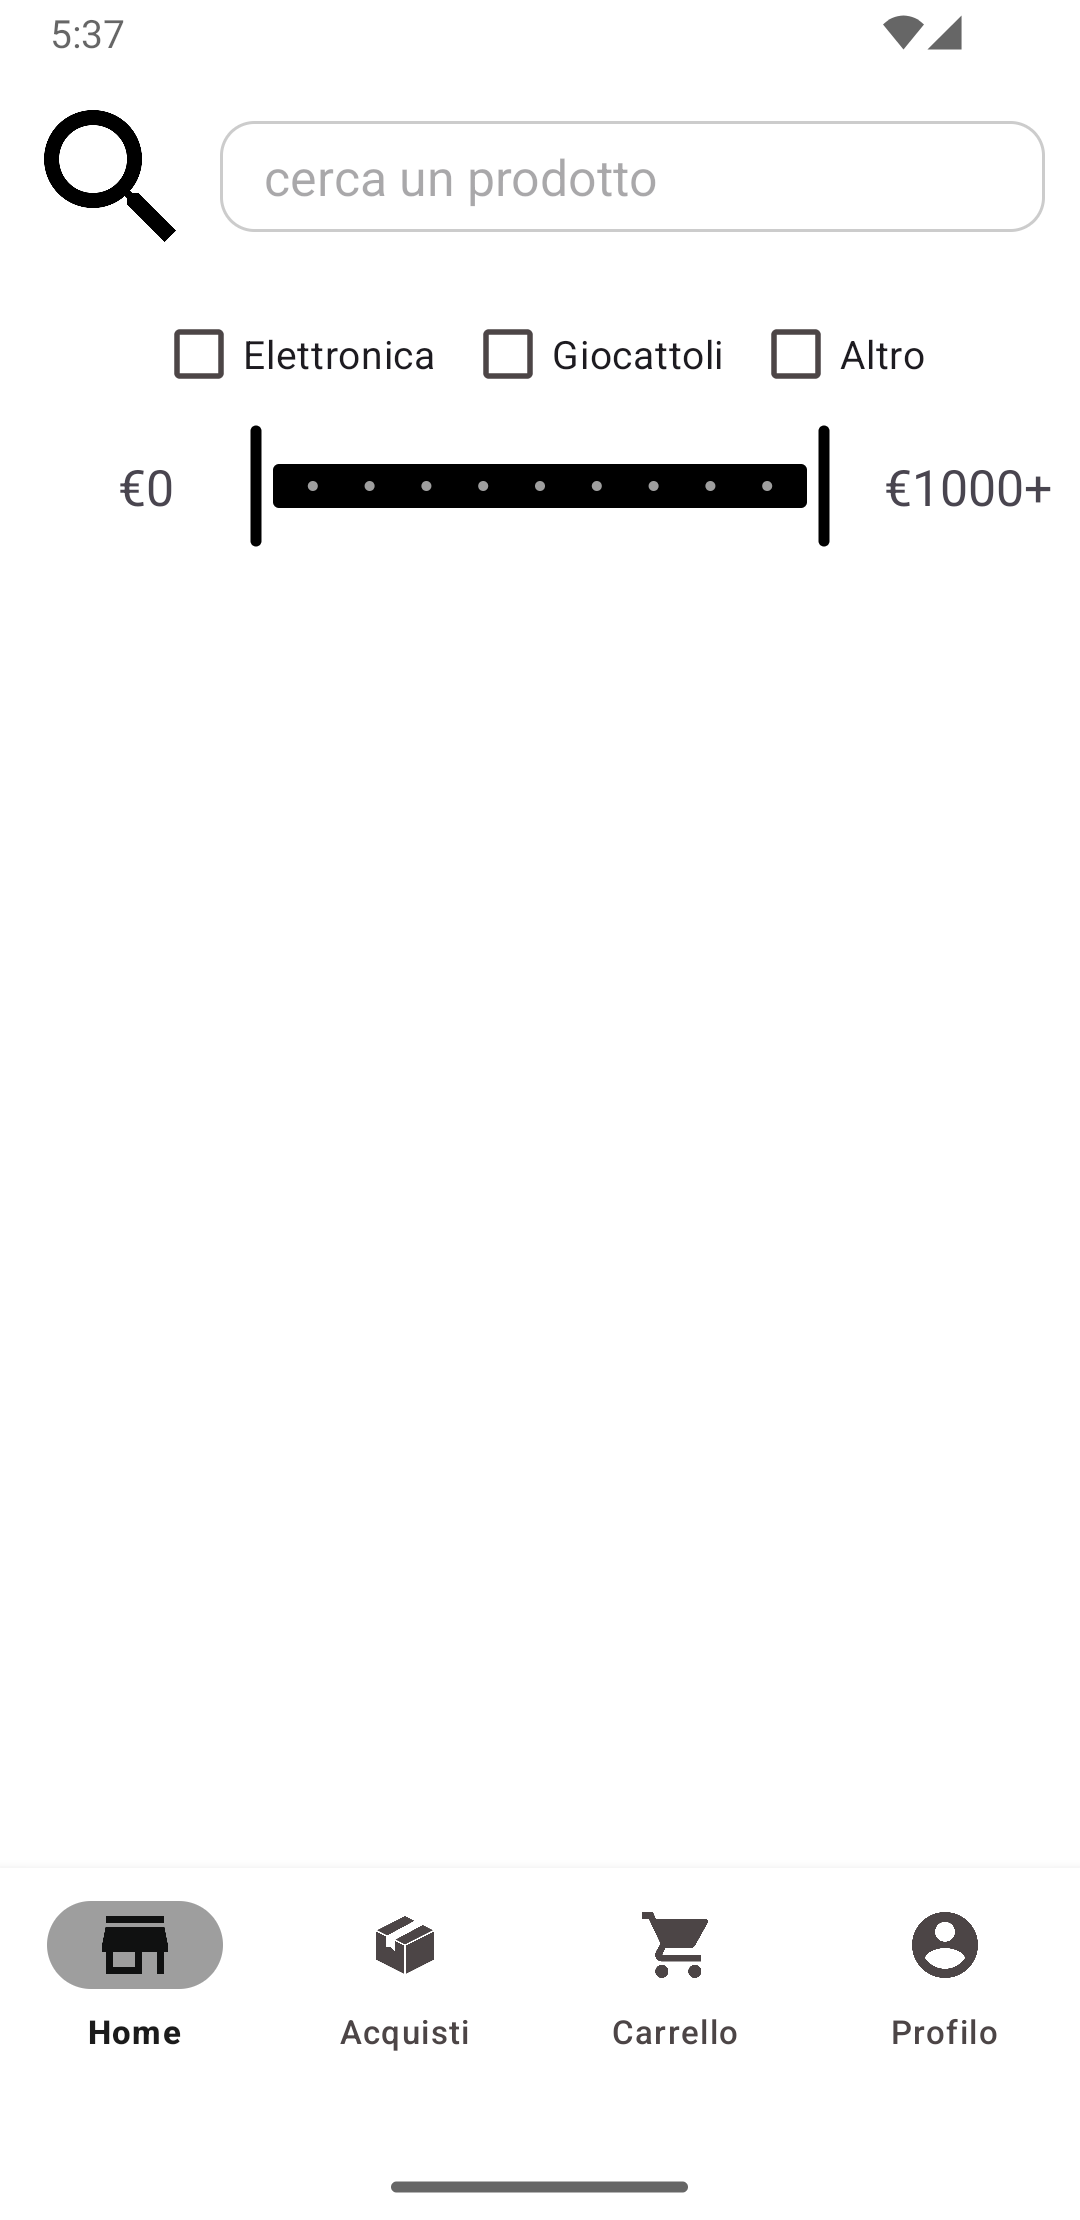 5:37
cerca un prodotto
Elettronica Giocattoli Altro
€0 €1000+
Home Acquisti Carrello Profilo